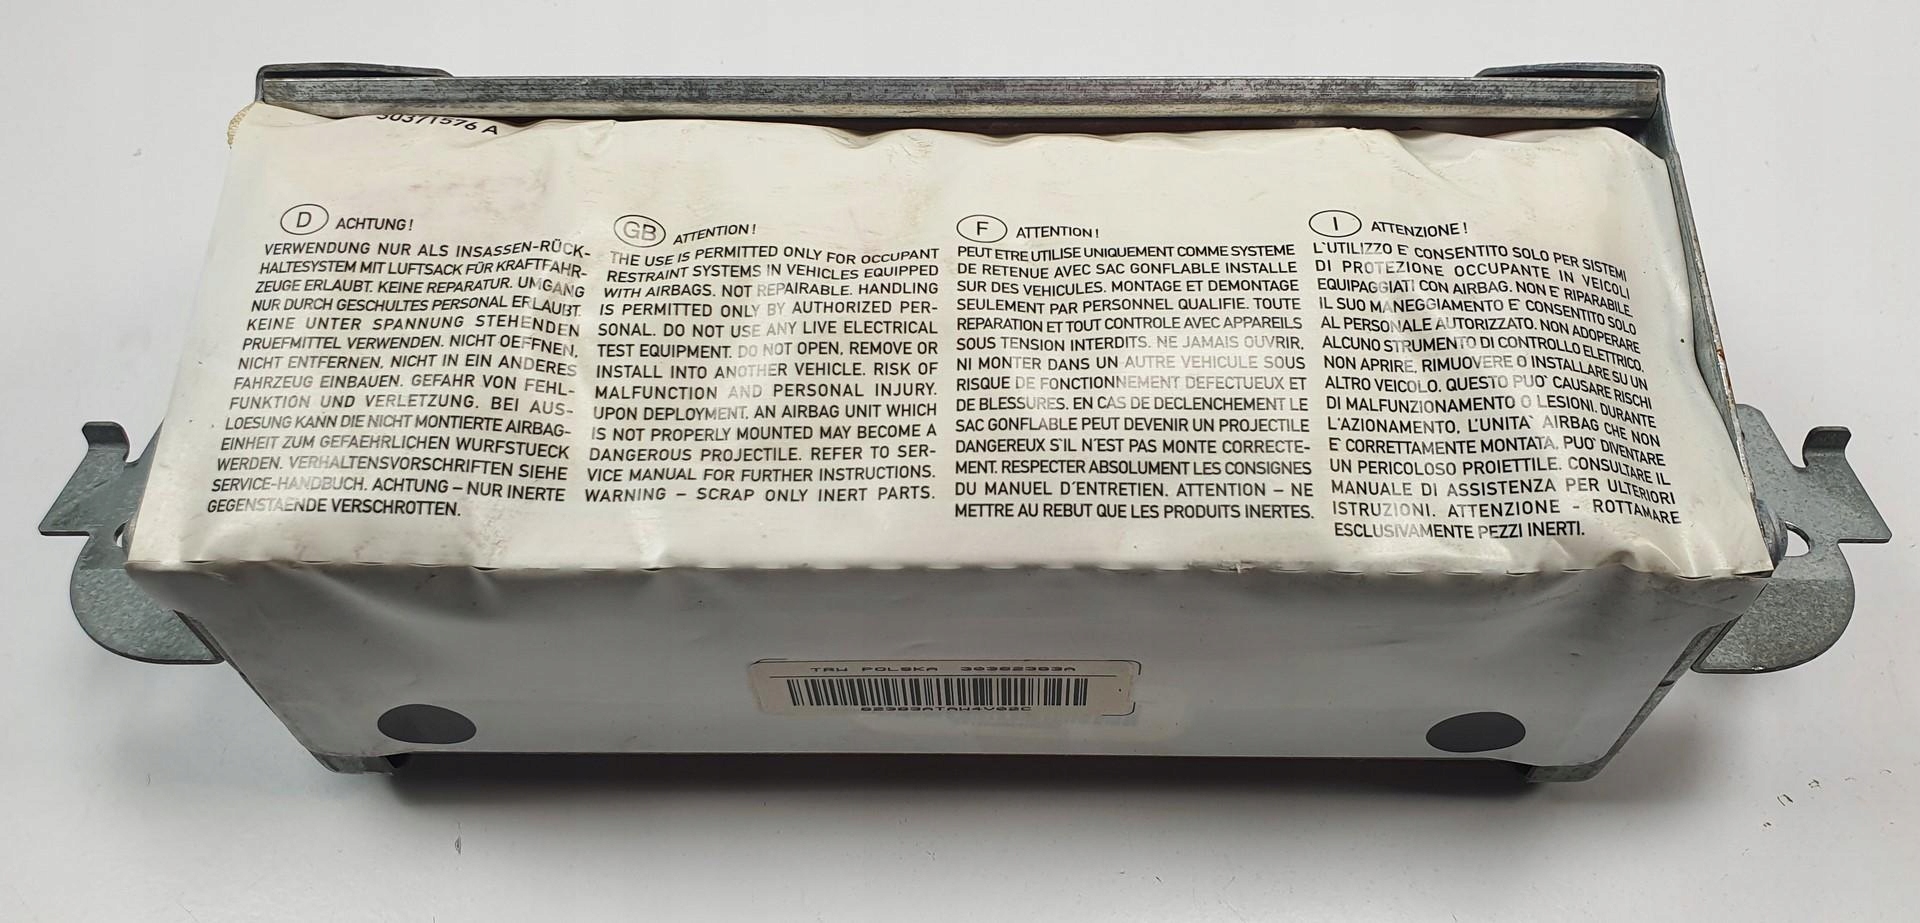 30371576 A
D ACHTUNG!
VERWENDUNG NUR ALS INSASSEN-RÜCK-
HALTESYSTEM MIT LUFTSACK FÜR KRAFTFAHR-
ZEUGE ERLAUBT. KEINE REPARATUR. UMGANG
NUR DURCH GESCHULTES PERSONAL ERLAUBT.
KEINE UNTER SPANNUNG STEHENDEN
PRUEFMITTEL VERWENDEN. NICHT OEFFNEN,
NICHT ENTFERNEN, NICHT IN EIN ANDERES
FAHRZEUG EINBAUEN. GEFAHR VON FEHL-
FUNKTION UND VERLETZUNG. BEI AUS-
LOESUNG KANN DIE NICHT MONTIERTE AIRBAG-
EINHEIT ZUM GEFAEHRLICHEN WURFSTUECK
WERDEN. VERHALTENSVORSCHRIFTEN SIEHE
SERVICE-HANDBUCH. ACHTUNG – NUR INERTE
GEGENSTAENDE VERSCHROTTEN.
GB ATTENTION!
THE USE IS PERMITTED ONLY FOR OCCUPANT
RESTRAINT SYSTEMS IN VEHICLES EQUIPPED
WITH AIRBAGS. NOT REPAIRABLE. HANDLING
IS PERMITTED ONLY BY AUTHORIZED PER-
SONAL. DO NOT USE ANY LIVE ELECTRICAL
TEST EQUIPMENT. DO NOT OPEN, REMOVE OR
INSTALL INTO ANOTHER VEHICLE. RISK OF
MALFUNCTION AND PERSONAL INJURY.
UPON DEPLOYMENT, AN AIRBAG UNIT WHICH
IS NOT PROPERLY MOUNTED MAY BECOME A
DANGEROUS PROJECTILE. REFER TO SER-
VICE MANUAL FOR FURTHER INSTRUCTIONS.
WARNING – SCRAP ONLY INERT PARTS.
F ATTENTION!
PEUT ETRE UTILISE UNIQUEMENT COMME SYSTEME
DE RETENUE AVEC SAC GONFLABLE INSTALLE
SUR DES VEHICULES. MONTAGE ET DEMONTAGE
SEULEMENT PAR PERSONNEL QUALIFIE. TOUTE
REPARATION ET TOUT CONTROLE AVEC APPAREILS
SOUS TENSION INTERDITS. NE JAMAIS OUVRIR,
NI MONTER DANS UN AUTRE VEHICULE SOUS
RISQUE DE FONCTIONNEMENT DEFECTUEUX ET
DE BLESSURES. EN CAS DE DECLENCHEMENT LE
SAC GONFLABLE PEUT DEVENIR UN PROJECTILE
DANGEREUX S´IL N´EST PAS MONTE CORRECTE-
MENT. RESPECTER ABSOLUMENT LES CONSIGNES
DU MANUEL D´ENTRETIEN. ATTENTION – NE
METTRE AU REBUT QUE LES PRODUITS INERTES.
I ATTENZIONE!
L`UTILIZZO E` CONSENTITO SOLO PER SISTEMI
DI PROTEZIONE OCCUPANTE IN VEICOLI
EQUIPAGGIATI CON AIRBAG. NON E` RIPARABILE.
IL SUO MANEGGIAMENTO E` CONSENTITO SOLO
AL PERSONALE AUTORIZZATO. NON ADOPERARE
ALCUNO STRUMENTO DI CONTROLLO ELETTRICO.
NON APRIRE, RIMUOVERE O INSTALLARE SU UN
ALTRO VEICOLO. QUESTO PUO` CAUSARE RISCHI
DI MALFUNZIONAMENTO O LESIONI. DURANTE
L`AZIONAMENTO, L`UNITA` AIRBAG CHE NON
E` CORRETTAMENTE MONTATA, PUO` DIVENTARE
UN PERICOLOSO PROIETTILE. CONSULTARE IL
MANUALE DI ASSISTENZA PER ULTERIORI
ISTRUZIONI. ATTENZIONE – ROTTAMARE
ESCLUSIVAMENTE PEZZI INERTI.
TRW POLSKA 30362383A
62383ATAW4V02C